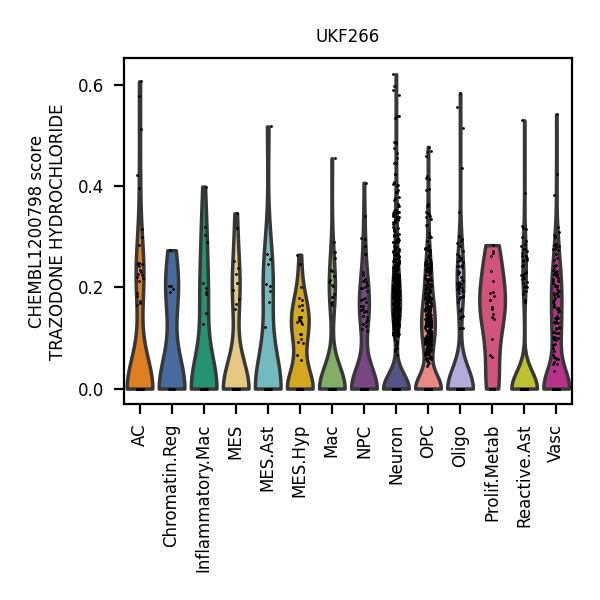 UKF266
CHEMBL1200798 score
TRAZODONE HYDROCHLORIDE
0.6
0.4
0.2
0.0
AC
Chromatin.Reg
Inflammatory.Mac
MES
MES.Ast
MES.Hyp
Mac
NPC
Neuron
OPC
Oligo
Prolif.Metab
Reactive.Ast
Vasc